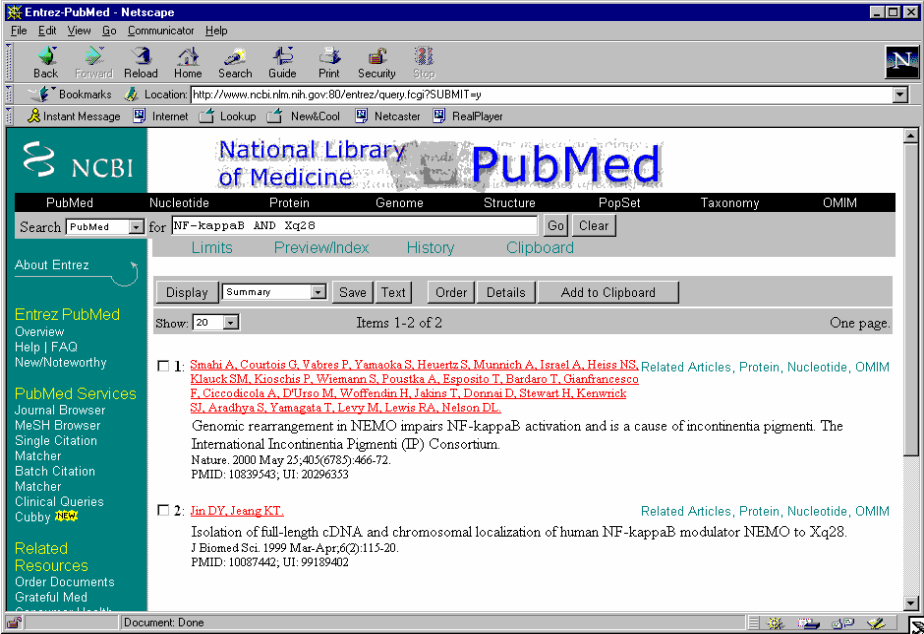 Entrez-PubMed - Netscape
File Edit View Go Communicator Help
Back Forward Reload Home Search Guide Print Security Stop
N
Bookmarks Location: http://www.ncbi.nlm.nih.gov:80/entrez/query.fcgi?SUBMIT=y
Instant Message Internet Lookup New&Cool Netcaster RealPlayer
NCBI
National Library
of Medicine
PubMed
PubMed Nucleotide Protein Genome Structure PopSet Taxonomy OMIM
Search PubMed for NF-kappaB AND Xq28 Go Clear
Limits Preview/Index History Clipboard
About Entrez
Entrez PubMed
Overview
Help | FAQ
New/Noteworthy
PubMed Services
Journal Browser
MeSH Browser
Single Citation
Matcher
Batch Citation
Matcher
Clinical Queries
Cubby NEW
Related
Resources
Order Documents
Grateful Med
Consumer Health
Display Summary Save Text Order Details Add to Clipboard
Show: 20 Items 1-2 of 2 One page.
1: Smahi A, Courtois G, Vabres P, Yamaoka S, Heuertz S, Munnich A, Israel A, Heiss NS, Related Articles, Protein, Nucleotide, OMIM
Klauck SM, Kioschis P, Wiemann S, Poustka A, Esposito T, Bardaro T, Gianfrancesco
F, Ciccodicola A, D'Urso M, Woffendin H, Jakins T, Donnai D, Stewart H, Kenwrick
SJ, Aradhya S, Yamagata T, Levy M, Lewis RA, Nelson DL.
Genomic rearrangement in NEMO impairs NF-kappaB activation and is a cause of incontinentia pigmenti. The
International Incontinentia Pigmenti (IP) Consortium.
Nature. 2000 May 25;405(6785):466-72.
PMID: 10839543; UI: 20296353
2: Jin DY, Jeang KT. Related Articles, Protein, Nucleotide, OMIM
Isolation of full-length cDNA and chromosomal localization of human NF-kappaB modulator NEMO to Xq28.
J Biomed Sci. 1999 Mar-Apr;6(2):115-20.
PMID: 10087442; UI: 99189402
Document: Done